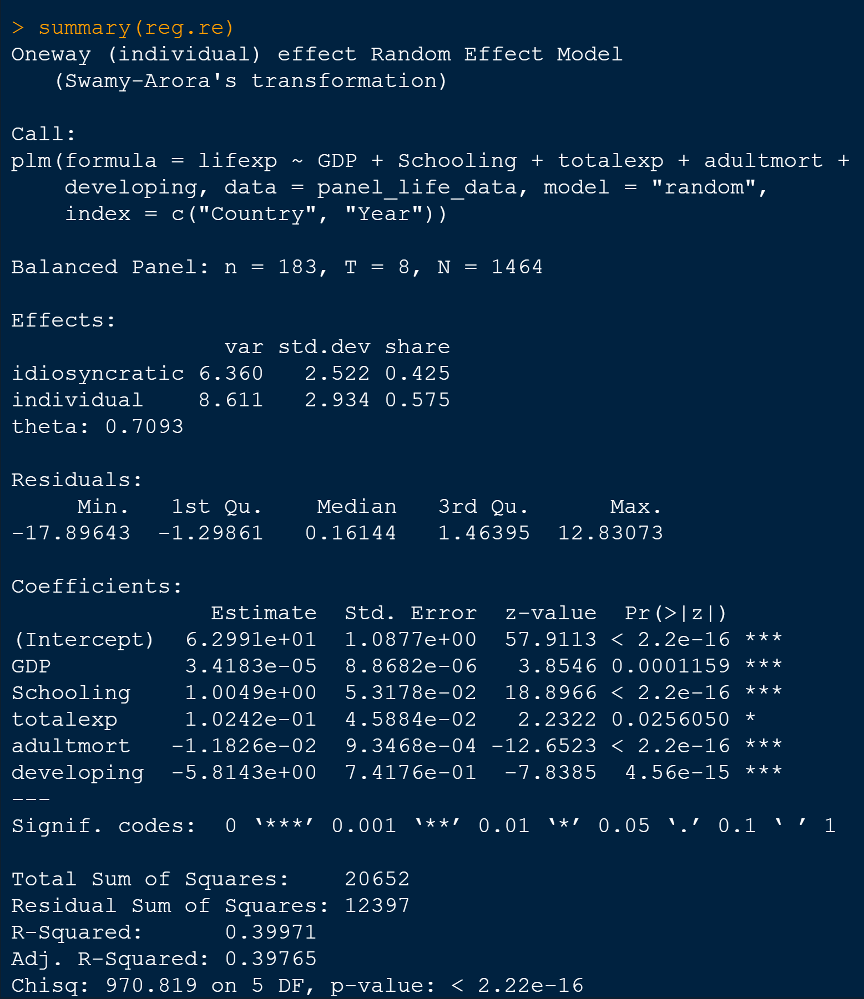 > summary(reg.re)
Oneway (individual) effect Random Effect Model
   (Swamy-Arora's transformation)

Call:
plm(formula = lifexp ~ GDP + Schooling + totalexp + adultmort +
    developing, data = panel_life_data, model = "random",
    index = c("Country", "Year"))

Balanced Panel: n = 183, T = 8, N = 1464

Effects:
                var std.dev share
idiosyncratic 6.360   2.522 0.425
individual    8.611   2.934 0.575
theta: 0.7093

Residuals:
     Min.   1st Qu.    Median   3rd Qu.      Max.
-17.89643  -1.29861   0.16144   1.46395  12.83073

Coefficients:
               Estimate  Std. Error  z-value  Pr(>|z|)
(Intercept)  6.2991e+01  1.0877e+00  57.9113 < 2.2e-16 ***
GDP          3.4183e-05  8.8682e-06   3.8546 0.0001159 ***
Schooling    1.0049e+00  5.3178e-02  18.8966 < 2.2e-16 ***
totalexp     1.0242e-01  4.5884e-02   2.2322 0.0256050 *
adultmort   -1.1826e-02  9.3468e-04 -12.6523 < 2.2e-16 ***
developing  -5.8143e+00  7.4176e-01  -7.8385  4.56e-15 ***
---
Signif. codes:  0 ‘***’ 0.001 ‘**’ 0.01 ‘*’ 0.05 ‘.’ 0.1 ‘ ’ 1

Total Sum of Squares:    20652
Residual Sum of Squares: 12397
R-Squared:      0.39971
Adj. R-Squared: 0.39765
Chisq: 970.819 on 5 DF, p-value: < 2.22e-16